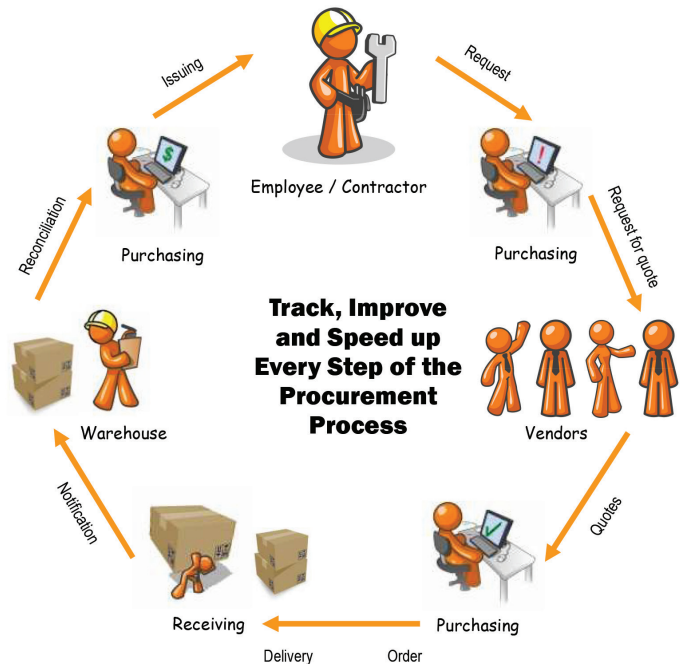 Issuing
Request
Employee / Contractor
$
!
Purchasing
Purchasing
Reconciliation
Request for quote
Track, Improve
and Speed up
Every Step of the
Procurement
Process
Warehouse
Vendors
Notification
Quotes
Receiving
Purchasing
Delivery
Order